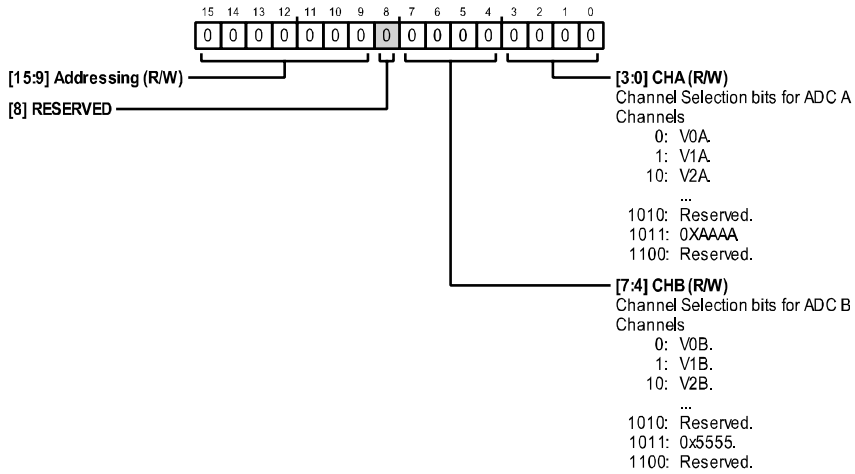 15 14 13 12 11 10 9 8 7 6 5 4 3 2 1 0
0 0 0 0 0 0 0 0 0 0 0 0 0 0 0 0
[15:9] Addressing (R/W)
[8] RESERVED
[3:0] CHA (R/W)
Channel Selection bits for ADC A
Channels
0: V0A.
1: V1A.
10: V2A.
...
1010: Reserved.
1011: 0XAAAA
1100: Reserved.
[7:4] CHB (R/W)
Channel Selection bits for ADC B
Channels
0: V0B.
1: V1B.
10: V2B.
...
1010: Reserved.
1011: 0x5555.
1100: Reserved.